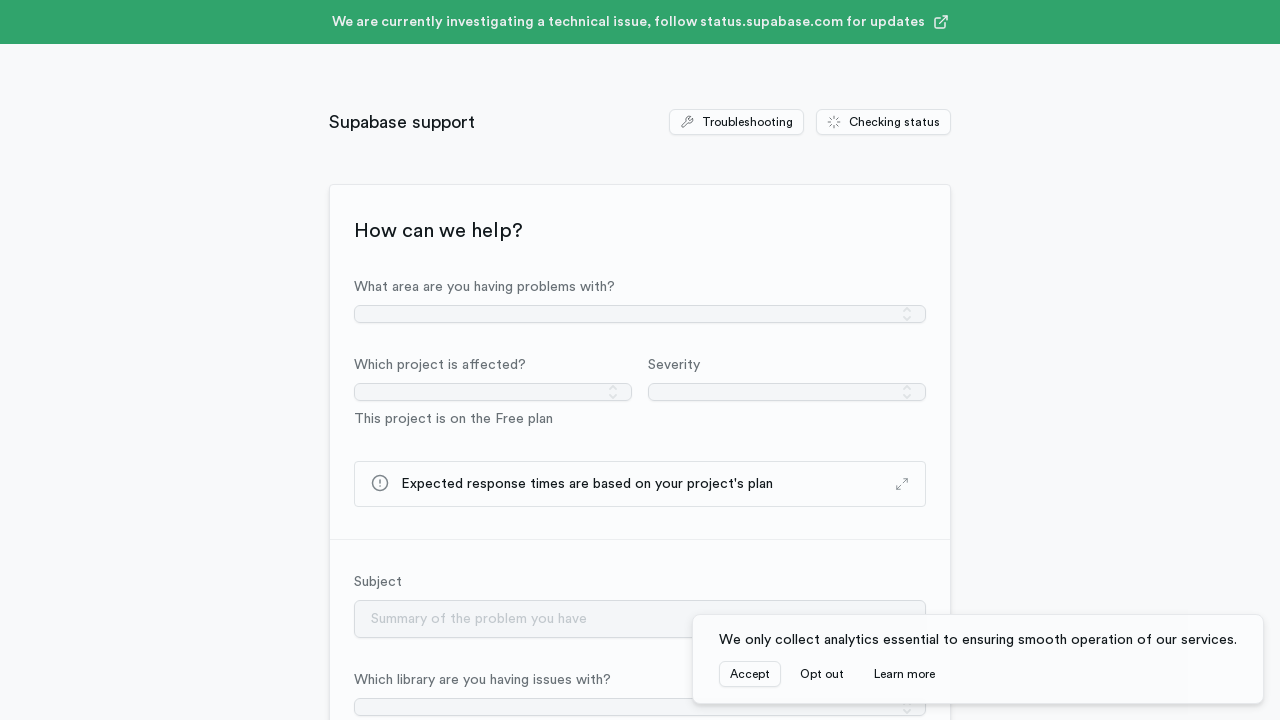 We are currently investigating a technical issue, follow status.supabase.com for updates
Supabase support
Troubleshooting
Checking status
How can we help?
What area are you having problems with?
Which project is affected?
Severity
This project is on the Free plan
Expected response times are based on your project's plan
Subject
Summary of the problem you have
We only collect analytics essential to ensuring smooth operation of our services.
Accept
Opt out
Learn more
Which library are you having issues with?